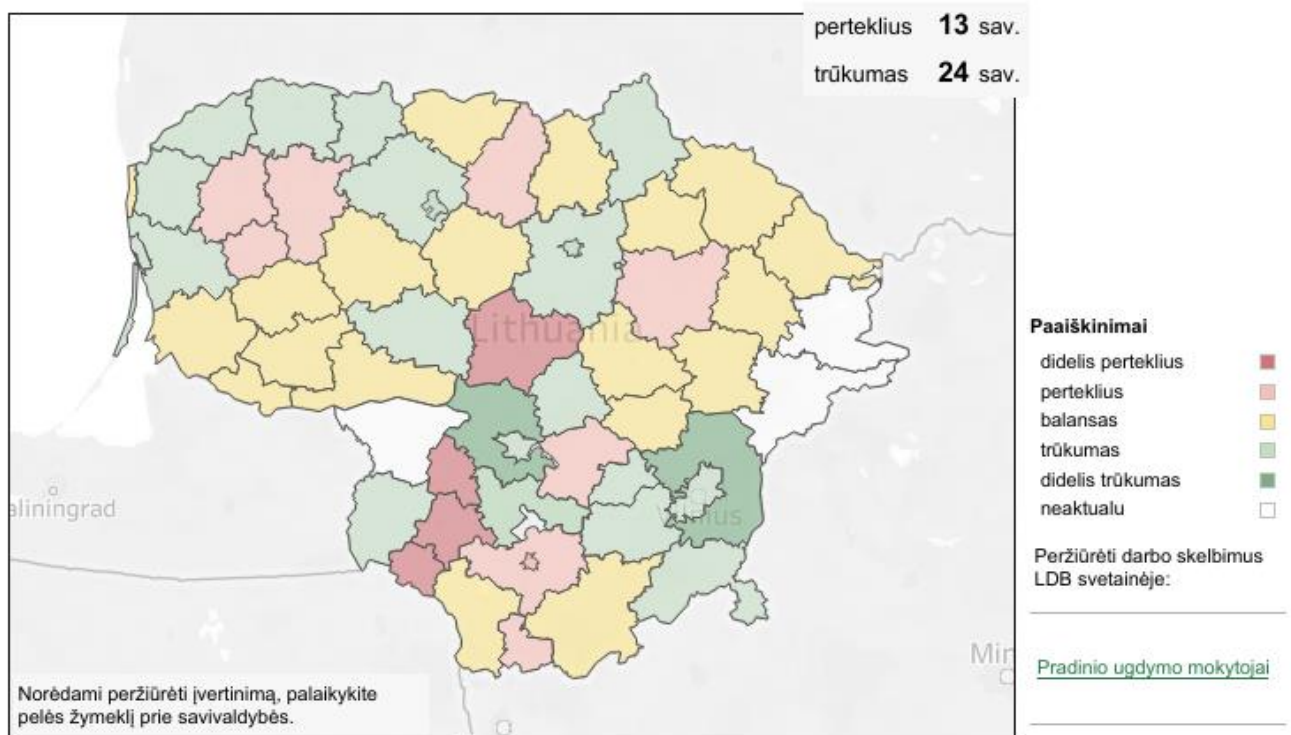 perteklius 13 sav.
trūkumas 24 sav.
Lithuania
Paaiškinimai
didelis perteklius
perteklius
balansas
trūkumas
didelis trūkumas
neaktualu
aliningrad
Vilnius
Peržiūrėti darbo skelbimus
LDB svetainėje:
Min
Pradinio ugdymo mokytojai
Norėdami peržiūrėti įvertinimą, palaikykite
pelės žymeklį prie savivaldybės.